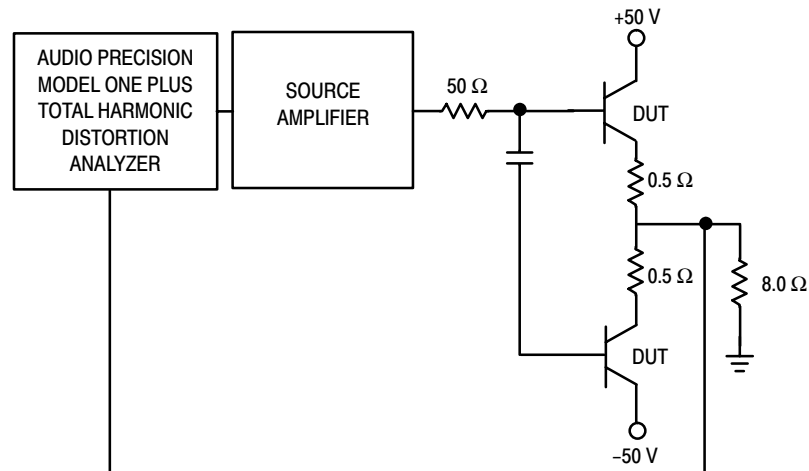 AUDIO PRECISION
MODEL ONE PLUS
TOTAL HARMONIC
DISTORTION
ANALYZER
SOURCE
AMPLIFIER
50 Ω
+50 V
DUT
0.5 Ω
0.5 Ω
8.0 Ω
DUT
−50 V